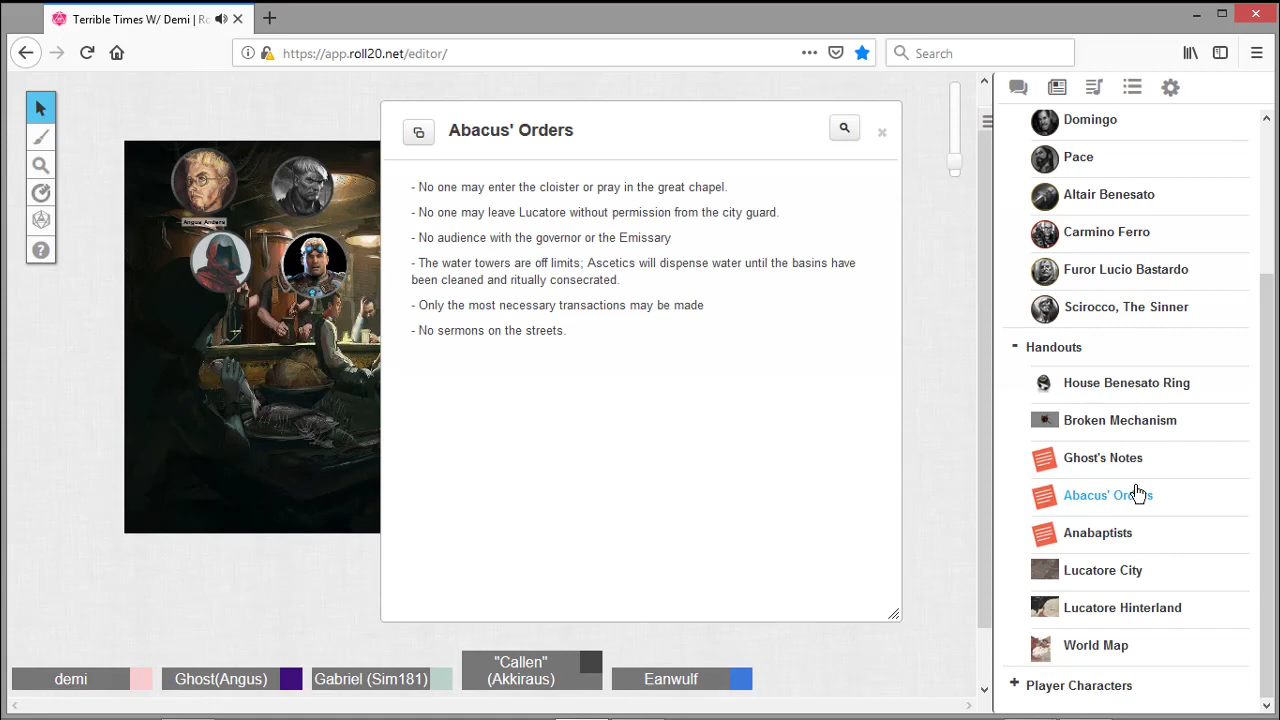 Terrible Times W/ Demi | Ro
https://app.roll20.net/editor/
Search
Abacus' Orders
- No one may enter the cloister or pray in the great chapel.
- No one may leave Lucatore without permission from the city guard.
- No audience with the governor or the Emissary
- The water towers are off limits; Ascetics will dispense water until the basins have
been cleaned and ritually consecrated.
- Only the most necessary transactions may be made
- No sermons on the streets.
Domingo
Pace
Altair Benesato
Carmino Ferro
Furor Lucio Bastardo
Scirocco, The Sinner
Handouts
House Benesato Ring
Broken Mechanism
Ghost's Notes
Abacus' Orders
Anabaptists
Lucatore City
Lucatore Hinterland
World Map
Player Characters
demi
Ghost(Angus)
Gabriel (Sim181)
"Callen"
(Akkiraus)
Eanwulf